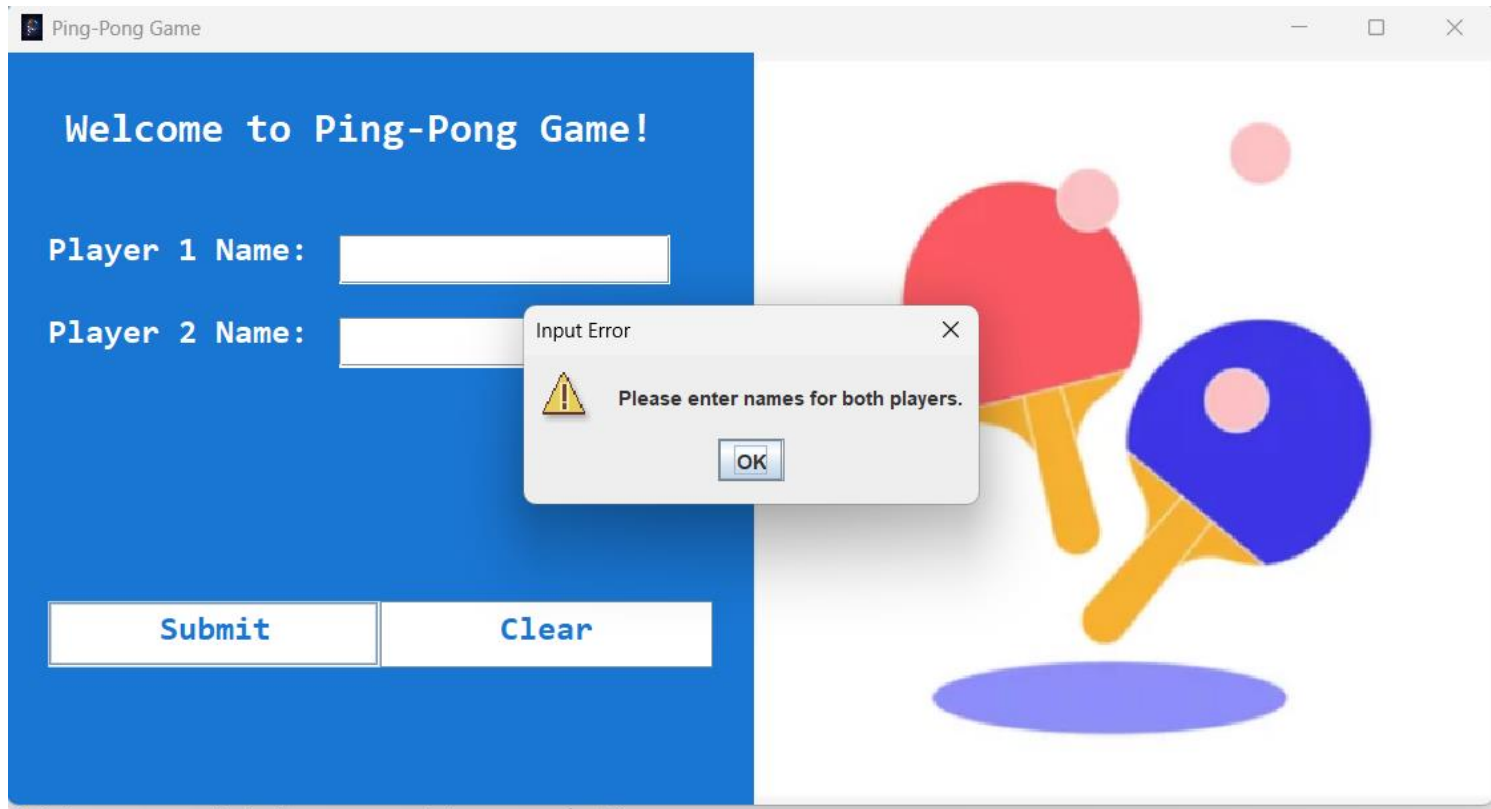 Ping-Pong Game
Welcome to Ping-Pong Game!
Player 1 Name:
Player 2 Name:
Input Error
Please enter names for both players.
OK
Submit
Clear